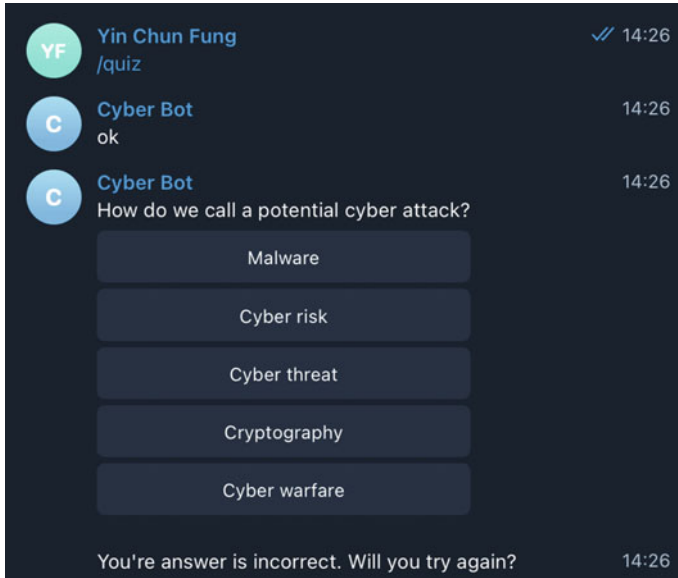 YF
Yin Chun Fung 14:26
/quiz
C
Cyber Bot 14:26
ok
C
Cyber Bot 14:26
How do we call a potential cyber attack?
Malware
Cyber risk
Cyber threat
Cryptography
Cyber warfare
You're answer is incorrect. Will you try again? 14:26